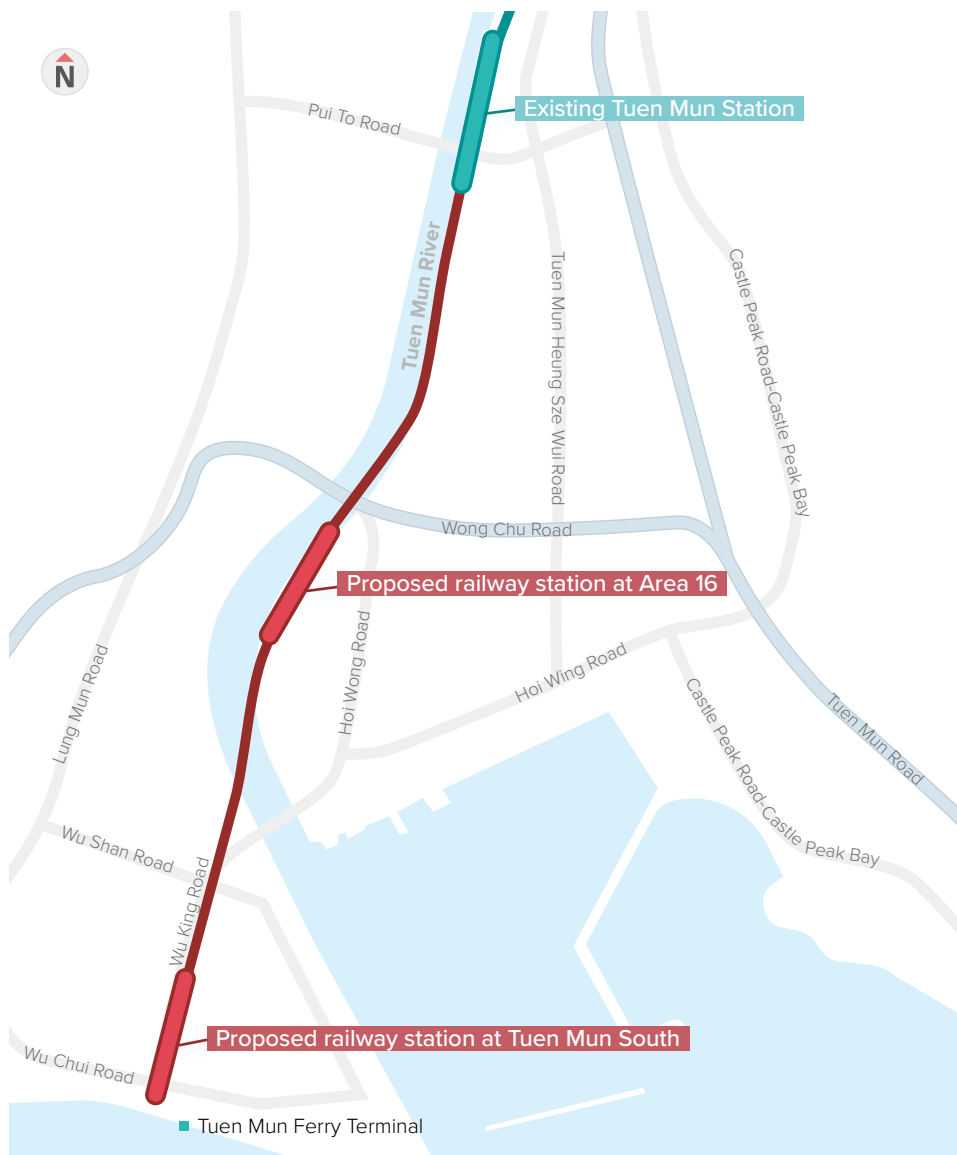 N
Pui To Road
Existing Tuen Mun Station
Tuen Mun River
Tuen Mun Heung Sze Wui Road
Castle Peak Road-Castle Peak Bay
Wong Chu Road
Proposed railway station at Area 16
Hoi Wong Road
Lung Mun Road
Hoi Wing Road
Castle Peak Road-Castle Peak Bay
Tuen Mun Road
Wu Shan Road
Wu King Road
Proposed railway station at Tuen Mun South
Wu Chui Road
Tuen Mun Ferry Terminal